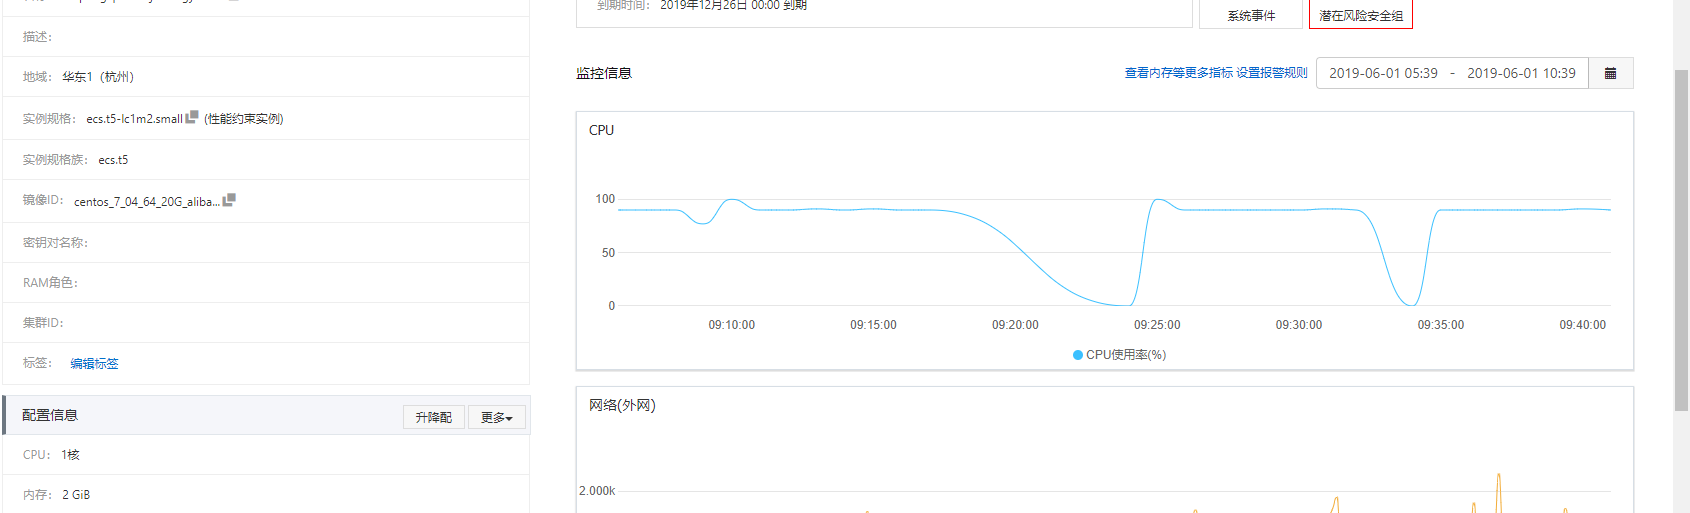 到期时间： 2019年12月26日 00:00 到期
系统事件
潜在风险安全组
描述：
地域： 华东1（杭州）
实例规格： ecs.t5-lc1m2.small (性能约束实例)
实例规格族： ecs.t5
镜像ID： centos_7_04_64_20G_aliba...
密钥对名称：
RAM角色：
集群ID：
标签： 编辑标签
配置信息
升降配
更多
CPU： 1核
内存： 2 GiB
监控信息
查看内存等更多指标 设置报警规则
2019-06-01 05:39 - 2019-06-01 10:39
CPU
100
50
0
09:10:00 09:15:00 09:20:00 09:25:00 09:30:00 09:35:00 09:40:00
CPU使用率(%)
网络(外网)
2.000k